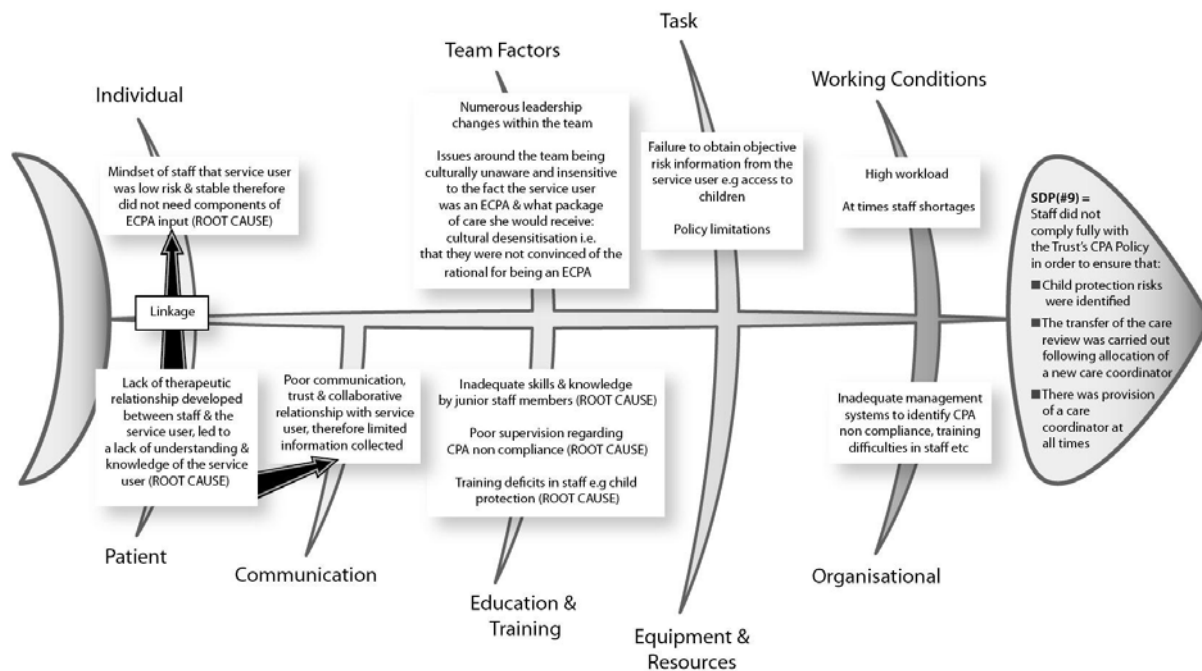 Task
Team Factors
Working Conditions
Individual
Numerous leadership
changes within the team
Issues around the team being
culturally unaware and insensitive
to the fact the service user
was an ECPA & what package
of care she would receive:
cultural desensitisation i.e.
that they were not convinced of the
rational for being an ECPA
Failure to obtain objective
risk information from the
service user e.g access to
children
Policy limitations
High workload
At times staff shortages
Mindset of staff that service user
was low risk & stable therefore
did not need components of
ECPA input (ROOT CAUSE)
SDP(#9) =
Staff did not
comply fully with
the Trust's CPA Policy
in order to ensure that:
■ Child protection risks
were identified
■ The transfer of the care
review was carried out
following allocation of
a new care coordinator
■ There was provision
of a care
coordinator at
all times
Linkage
Lack of therapeutic
relationship developed
between staff & the
service user, led to
a lack of understanding &
knowledge of the service
user (ROOT CAUSE)
Poor communication,
trust & collaborative
relationship with service
user, therefore limited
information collected
Inadequate skills & knowledge
by junior staff members (ROOT CAUSE)
Poor supervision regarding
CPA non compliance (ROOT CAUSE)
Training deficits in staff e.g child
protection (ROOT CAUSE)
Inadequate management
systems to identify CPA
non compliance, training
difficulties in staff etc
Patient
Communication
Education &
Training
Equipment &
Resources
Organisational